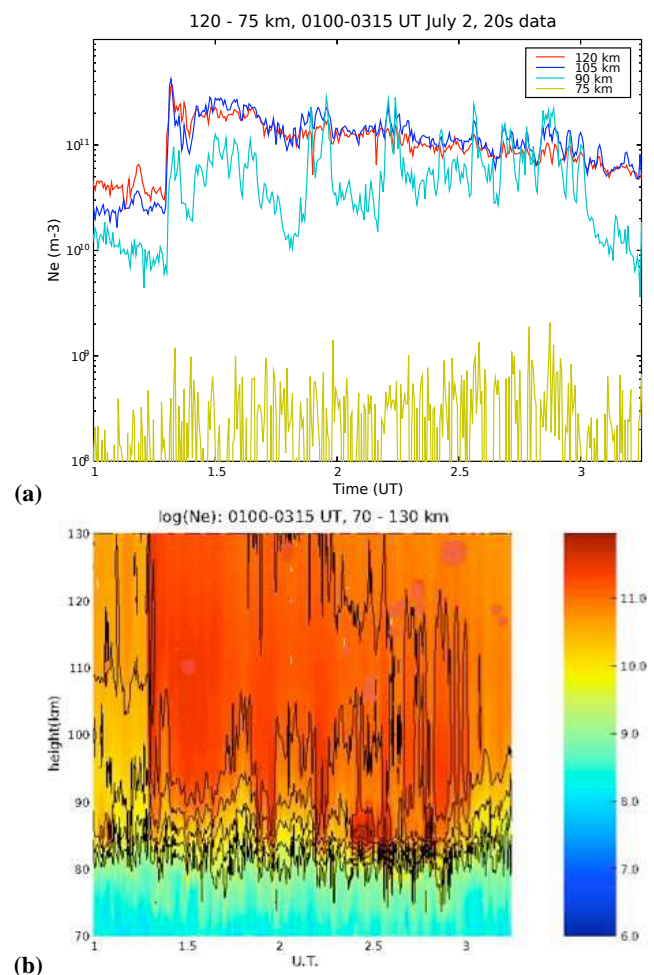 120 - 75 km, 0100-0315 UT July 2, 20s data
120 km
105 km
90 km
75 km
10^11
10^10
10^9
10^8
Ne (m-3)
1 1.5 2 2.5 3
Time (UT)
(a)
log(Ne): 0100-0315 UT, 70 - 130 km
130
120
110
100
90
80
70
height(km)
1 1.5 2 2.5 3
U.T.
11.0
10.0
9.0
8.0
7.0
6.0
(b)